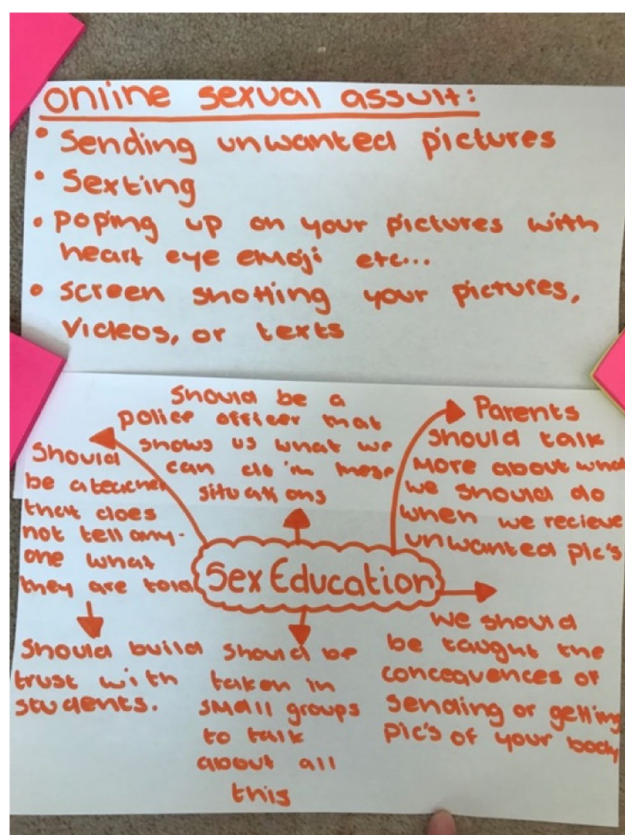 online sexual assult:
• Sending unwanted pictures
• Sexting
• Poping up on your pictures with
heart eye emoji etc...
• Screen shotting your pictures,
Videos, or texts
Should be a
police officer that
shows us what we
can do in these
situations
Parents
should talk
more about what
we should do
when we recieve
unwanted pic's
Should
be a teacher
that does
not tell any-
one what
they are told
Sex Education
Should build
trust with
students.
Should be
taken in
small groups
to talk
about all
this
We should
be taught the
concequences of
sending or getting
pic's of your body